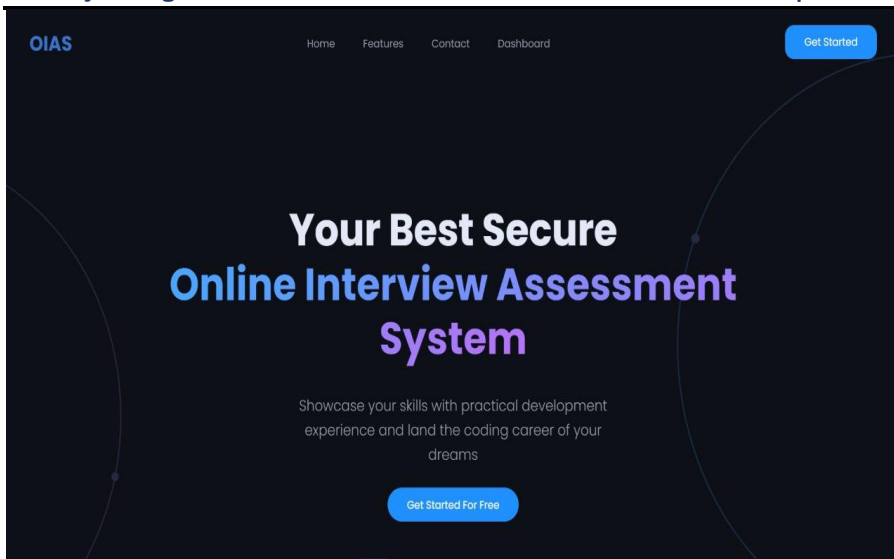 OIAS
Home Features Contact Dashboard
Get Started
Your Best Secure
Online Interview Assessment
System
Showcase your skills with practical development
experience and land the coding career of your
dreams
Get Started For Free